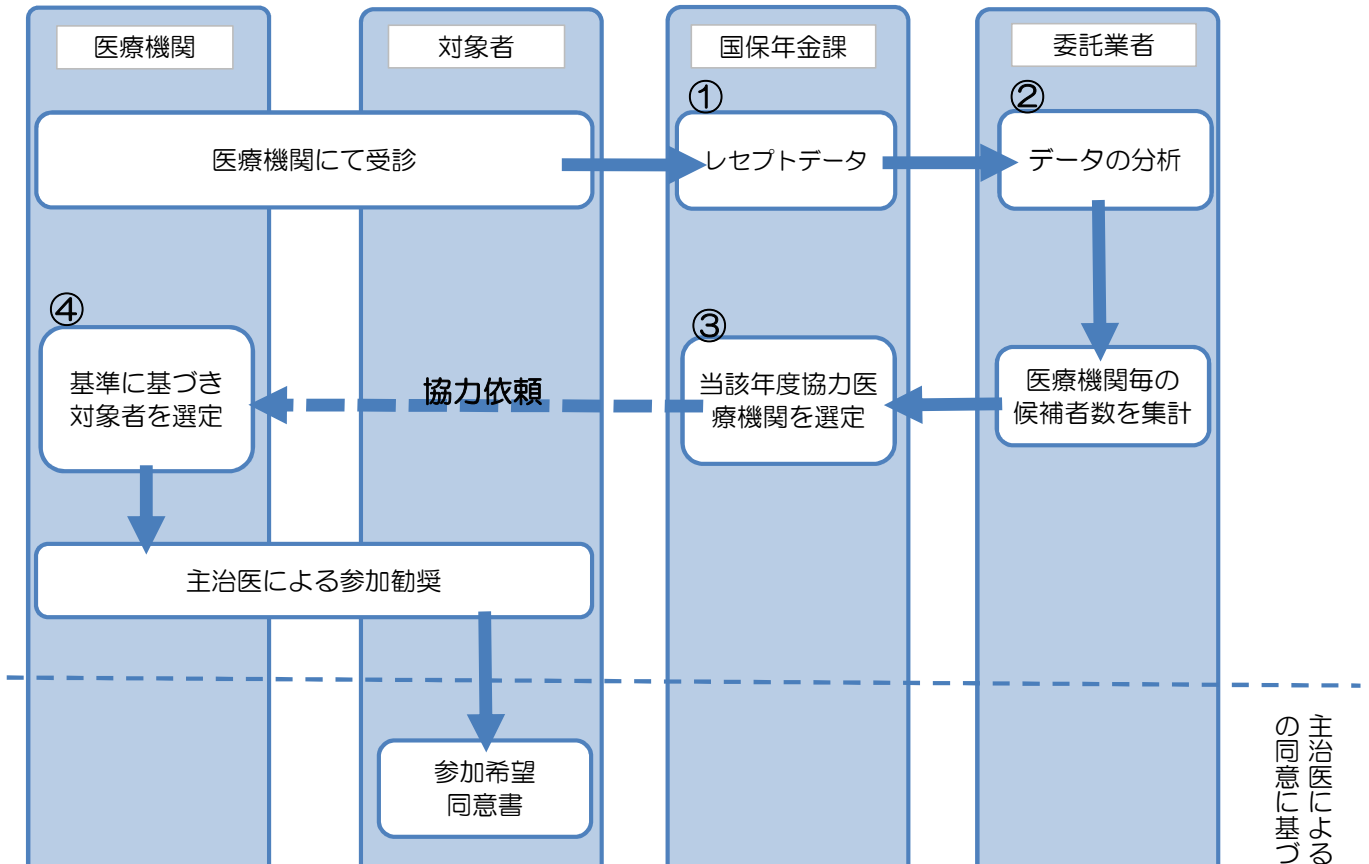 医療機関
対象者
国保年金課
委託業者
①
②
医療機関にて受診
レセプトデータ
データの分析
④
③
基準に基づき
対象者を選定
協力依頼
当該年度協力医
療機関を選定
医療機関毎の
候補者数を集計
主治医による参加勧奨
参加希望
同意書
主治医による
の同意に基づ